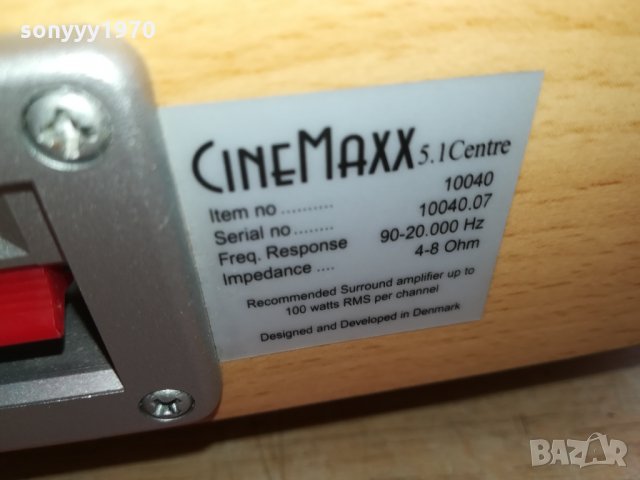 sonyyy1970
CINEMAXX 5.1Centre
Item no .......... 10040
Serial no ........ 10040.07
Freq. Response 90-20.000 Hz
Impedance .... 4-8 Ohm
Recommended Surround amplifier up to
100 watts RMS per channel
Designed and Developed in Denmark
BAZAR